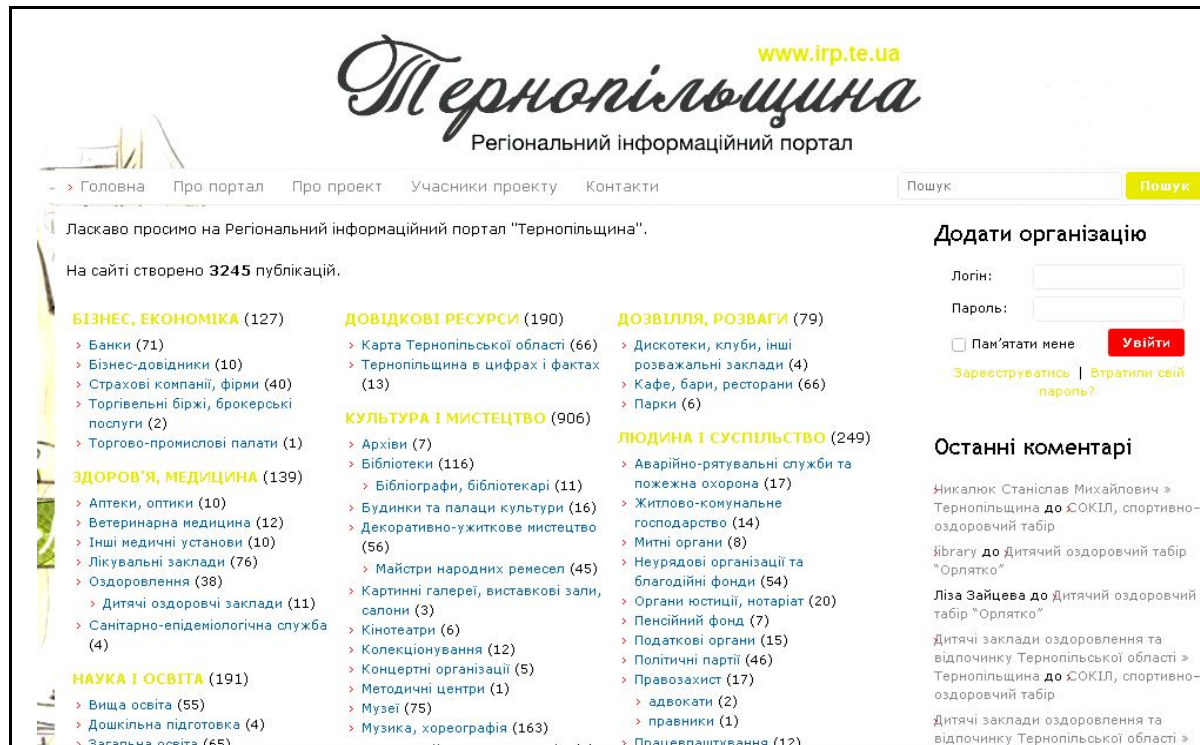 www.irp.te.ua
Тернопільщина
Регіональний інформаційний портал
Головна Про портал Про проект Учасники проекту Контакти Пошук Пошук
Ласкаво просимо на Регіональний інформаційний портал "Тернопільщина".
На сайті створено 3245 публікацій.
БІЗНЕС, ЕКОНОМІКА (127)
Банки (71)
Бізнес-довідники (10)
Страхові компанії, фірми (40)
Торгівельні біржі, брокерські
послуги (2)
Торгово-промислові палати (1)
ЗДОРОВ'Я, МЕДИЦИНА (139)
Аптеки, оптики (10)
Ветеринарна медицина (12)
Інші медичні установи (10)
Лікувальні заклади (76)
Оздоровлення (38)
Дитячі оздоровчі заклади (11)
Санітарно-епідеміологічна служба
(4)
НАУКА І ОСВІТА (191)
Вища освіта (55)
Дошкільна підготовка (4)
Загальна освіта (65)
ДОВІДКОВІ РЕСУРСИ (190)
Карта Тернопільської області (66)
Тернопільщина в цифрах і фактах
(13)
КУЛЬТУРА І МИСТЕЦТВО (906)
Архіви (7)
Бібліотеки (116)
Бібліографи, бібліотекарі (11)
Будинки та палаци культури (16)
Декоративно-ужиткове мистецтво
(56)
Майстри народних ремесел (45)
Картинні галереї, виставкові зали,
салони (3)
Кінотеатри (6)
Колекціонування (12)
Концертні організації (5)
Методичні центри (1)
Музеї (75)
Музика, хореографія (163)
ДОЗВІЛЛЯ, РОЗВАГИ (79)
Дискотеки, клуби, інші
розважальні заклади (4)
Кафе, бари, ресторани (66)
Парки (6)
ЛЮДИНА І СУСПІЛЬСТВО (249)
Аварійно-рятувальні служби та
пожежна охорона (17)
Житлово-комунальне
господарство (14)
Митні органи (8)
Неурядові організації та
благодійні фонди (54)
Органи юстиції, нотаріат (20)
Пенсійний фонд (7)
Податкові органи (15)
Політичні партії (46)
Правозахист (17)
адвокати (2)
правники (1)
Працевлаштування (12)
Додати організацію
Логін:
Пароль:
Пам’ятати мене Увійти
Зареєструватись | Втратили свій
пароль?
Останні коментарі
Никалюк Станіслав Михайлович »
Тернопільщина до СОКІЛ, спортивно-
оздоровчий табір
library до Дитячий оздоровчий табір
“Орлятко”
Ліза Зайцева до Дитячий оздоровчий
табір “Орлятко”
Дитячі заклади оздоровлення та
відпочинку Тернопільської області »
Тернопільщина до СОКІЛ, спортивно-
оздоровчий табір
Дитячі заклади оздоровлення та
відпочинку Тернопільської області »